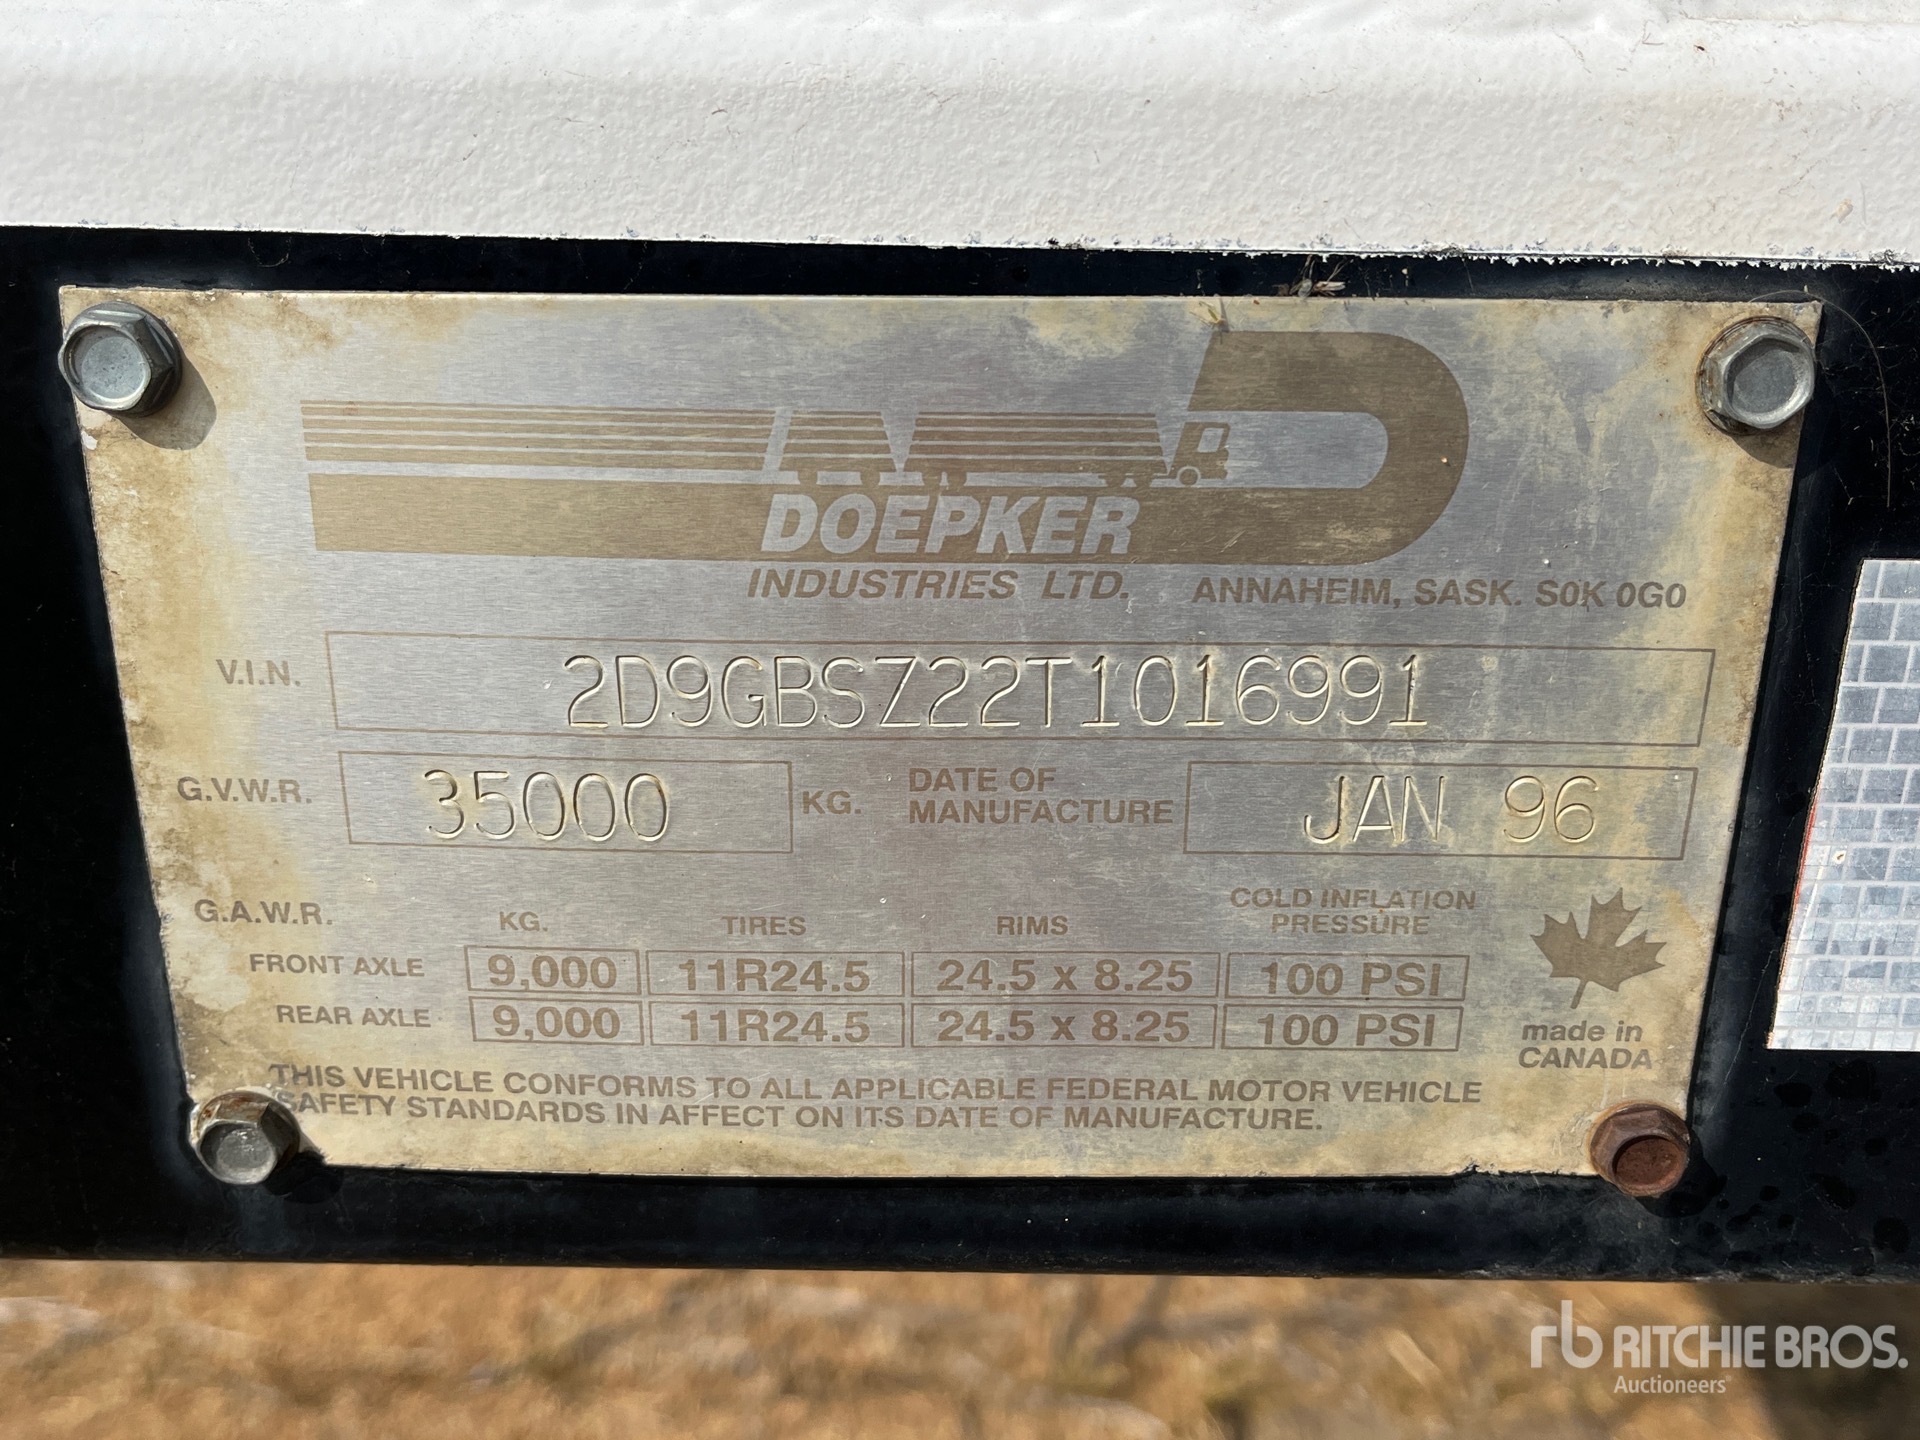 DOEPKER
INDUSTRIES LTD. ANNAHEIM, SASK. S0K 0G0
V.I.N. 2D9GBSZ22T1016991
G.V.W.R. 35000 KG. DATE OF MANUFACTURE JAN 96
G.A.W.R. KG. TIRES RIMS COLD INFLATION PRESSURE
FRONT AXLE 9,000 11R24.5 24.5 x 8.25 100 PSI
REAR AXLE 9,000 11R24.5 24.5 x 8.25 100 PSI
made in
CANADA
THIS VEHICLE CONFORMS TO ALL APPLICABLE FEDERAL MOTOR VEHICLE
SAFETY STANDARDS IN AFFECT ON ITS DATE OF MANUFACTURE.
rb RITCHIE BROS.
Auctioneers